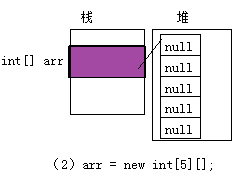 栈 堆
int[] arr
null
null
null
null
null
(2) arr = new int[5][];